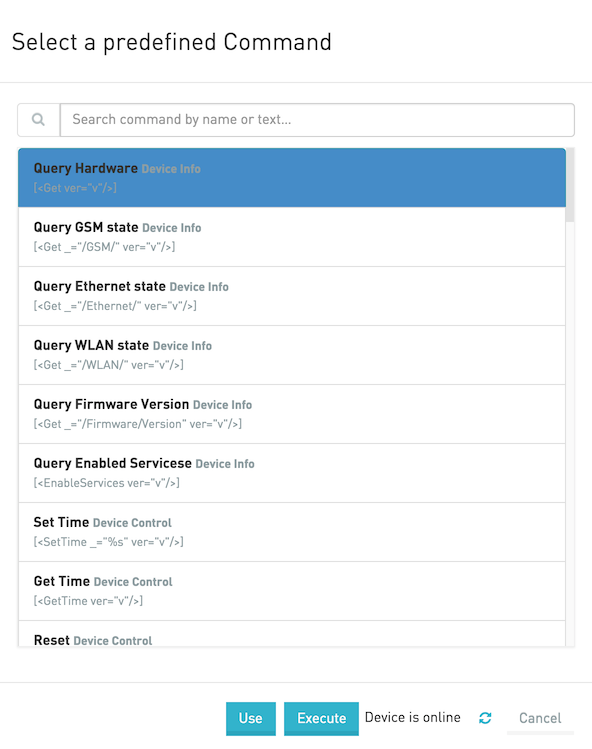 Select a predefined Command
Search command by name or text...
Query Hardware Device Info
[<Get ver="v"/>]
Query GSM state Device Info
[<Get _="/GSM/" ver="v"/>]
Query Ethernet state Device Info
[<Get _="/Ethernet/" ver="v"/>]
Query WLAN state Device Info
[<Get _="/WLAN/" ver="v"/>]
Query Firmware Version Device Info
[<Get _="/Firmware/Version" ver="v"/>]
Query Enabled Servicese Device Info
[<EnableServices ver="v"/>]
Set Time Device Control
[<SetTime _="%s" ver="v"/>]
Get Time Device Control
[<GetTime ver="v"/>]
Reset Device Control
Use Execute Device is online Cancel